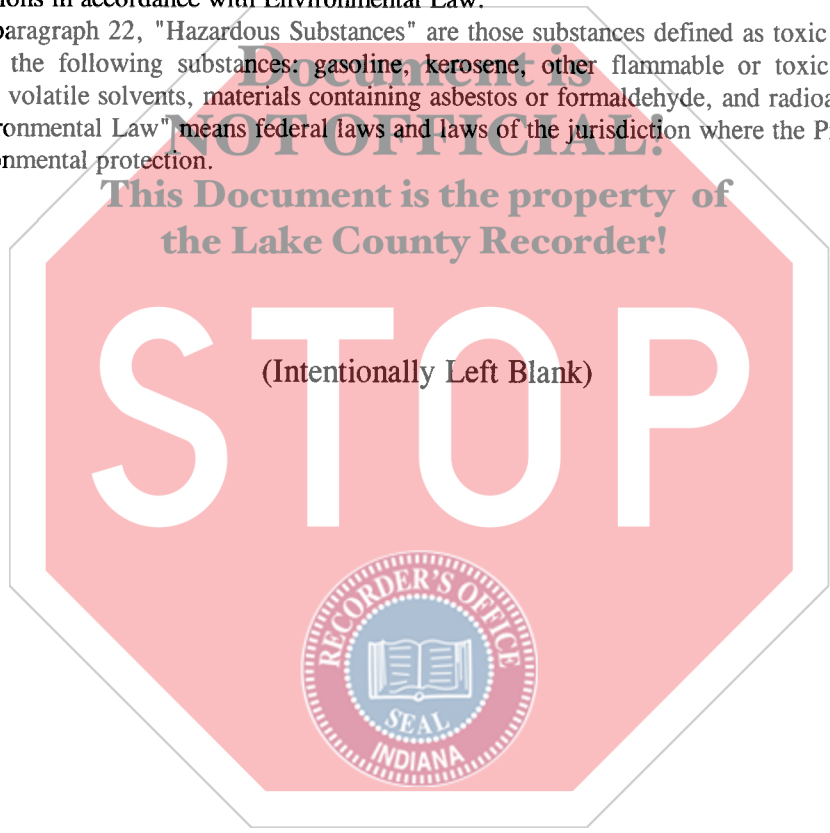 ions in accordance with Environmental Law.
paragraph 22, "Hazardous Substances" are those substances defined as toxic
the following substances: gasoline, kerosene, other flammable or toxic
volatile solvents, materials containing asbestos or formaldehyde, and radioa
ronmental Law" means federal laws and laws of the jurisdiction where the P
onmental protection.
Document is
NOT OFFICIAL!
This Document is the property of
the Lake County Recorder!
STOP
(Intentionally Left Blank)
RECORDER'S OFFICE
SEAL
INDIANA